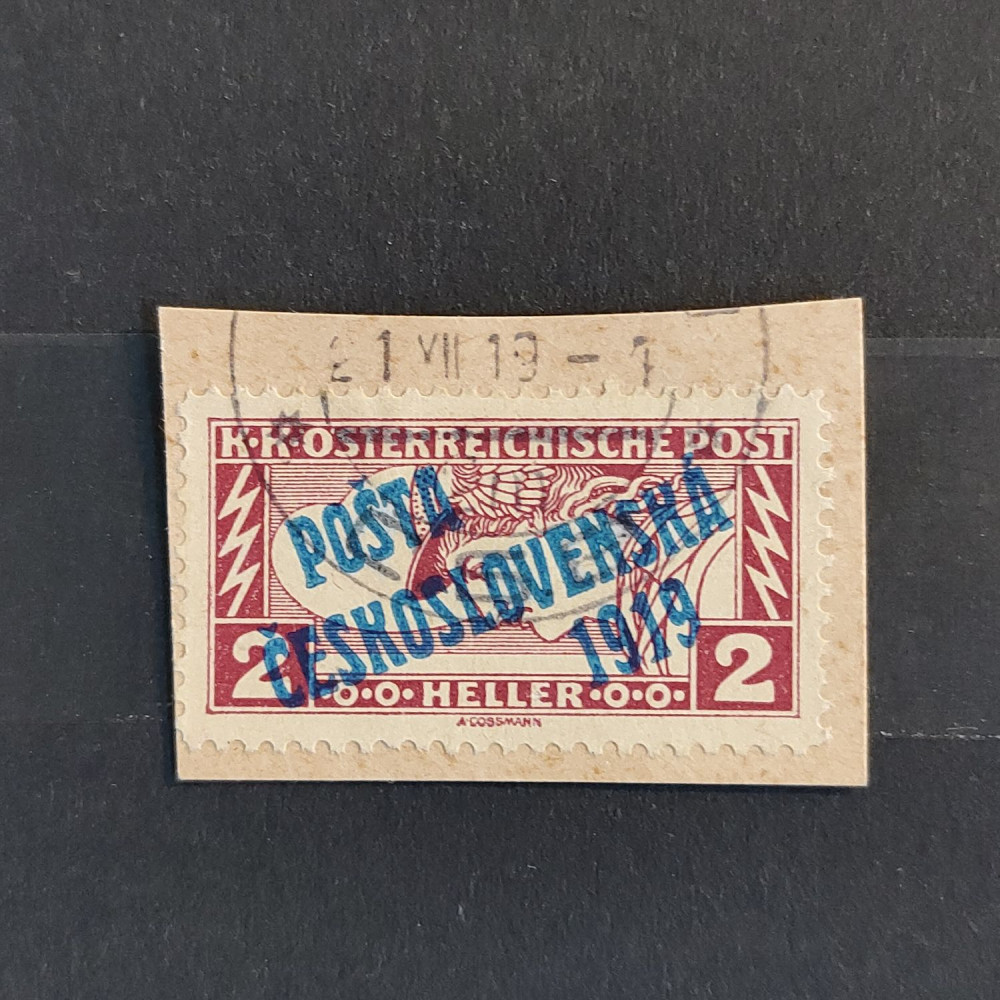 21 VII 19 - 1
K·K·OSTERREICHISCHE POST
POŠTA
ČESKOSLOVENSKÁ
1919
2 ·O·O·HELLER·O·O· 2
A·COSSMANN